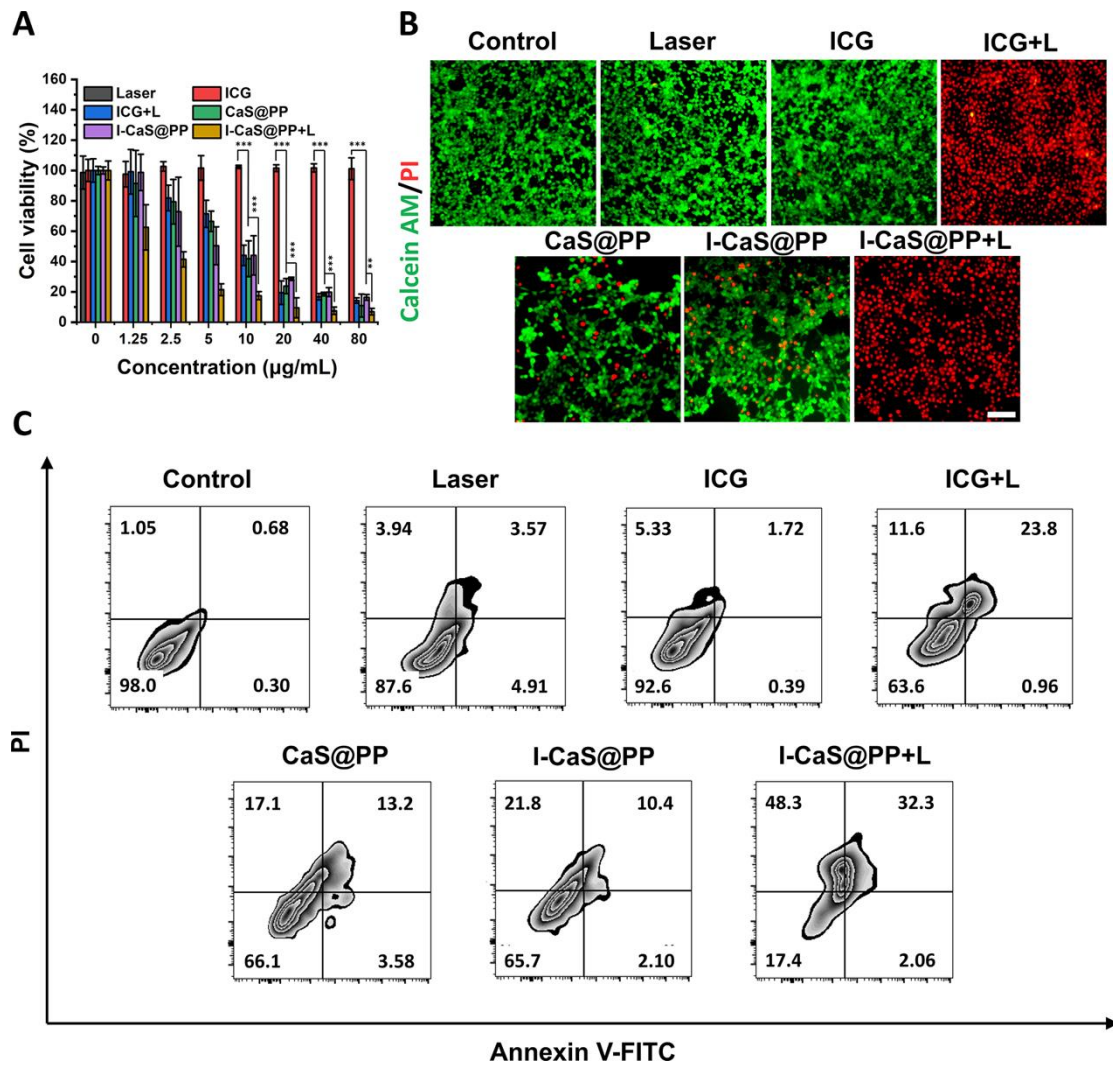 A
Cell viability (%)
160
140
120
100
80
60
40
20
0
Laser ICG
ICG+L CaS@PP
I-CaS@PP I-CaS@PP+L
*** *** *** ***
*** *** *** **
0 1.25 2.5 5 10 20 40 80
Concentration (µg/mL)
B
Calcein AM/PI
Control Laser ICG ICG+L
CaS@PP I-CaS@PP I-CaS@PP+L
C
PI
Control Laser ICG ICG+L
1.05 0.68 3.94 3.57 5.33 1.72 11.6 23.8
98.0 0.30 87.6 4.91 92.6 0.39 63.6 0.96
CaS@PP I-CaS@PP I-CaS@PP+L
17.1 13.2 21.8 10.4 48.3 32.3
66.1 3.58 65.7 2.10 17.4 2.06
Annexin V-FITC